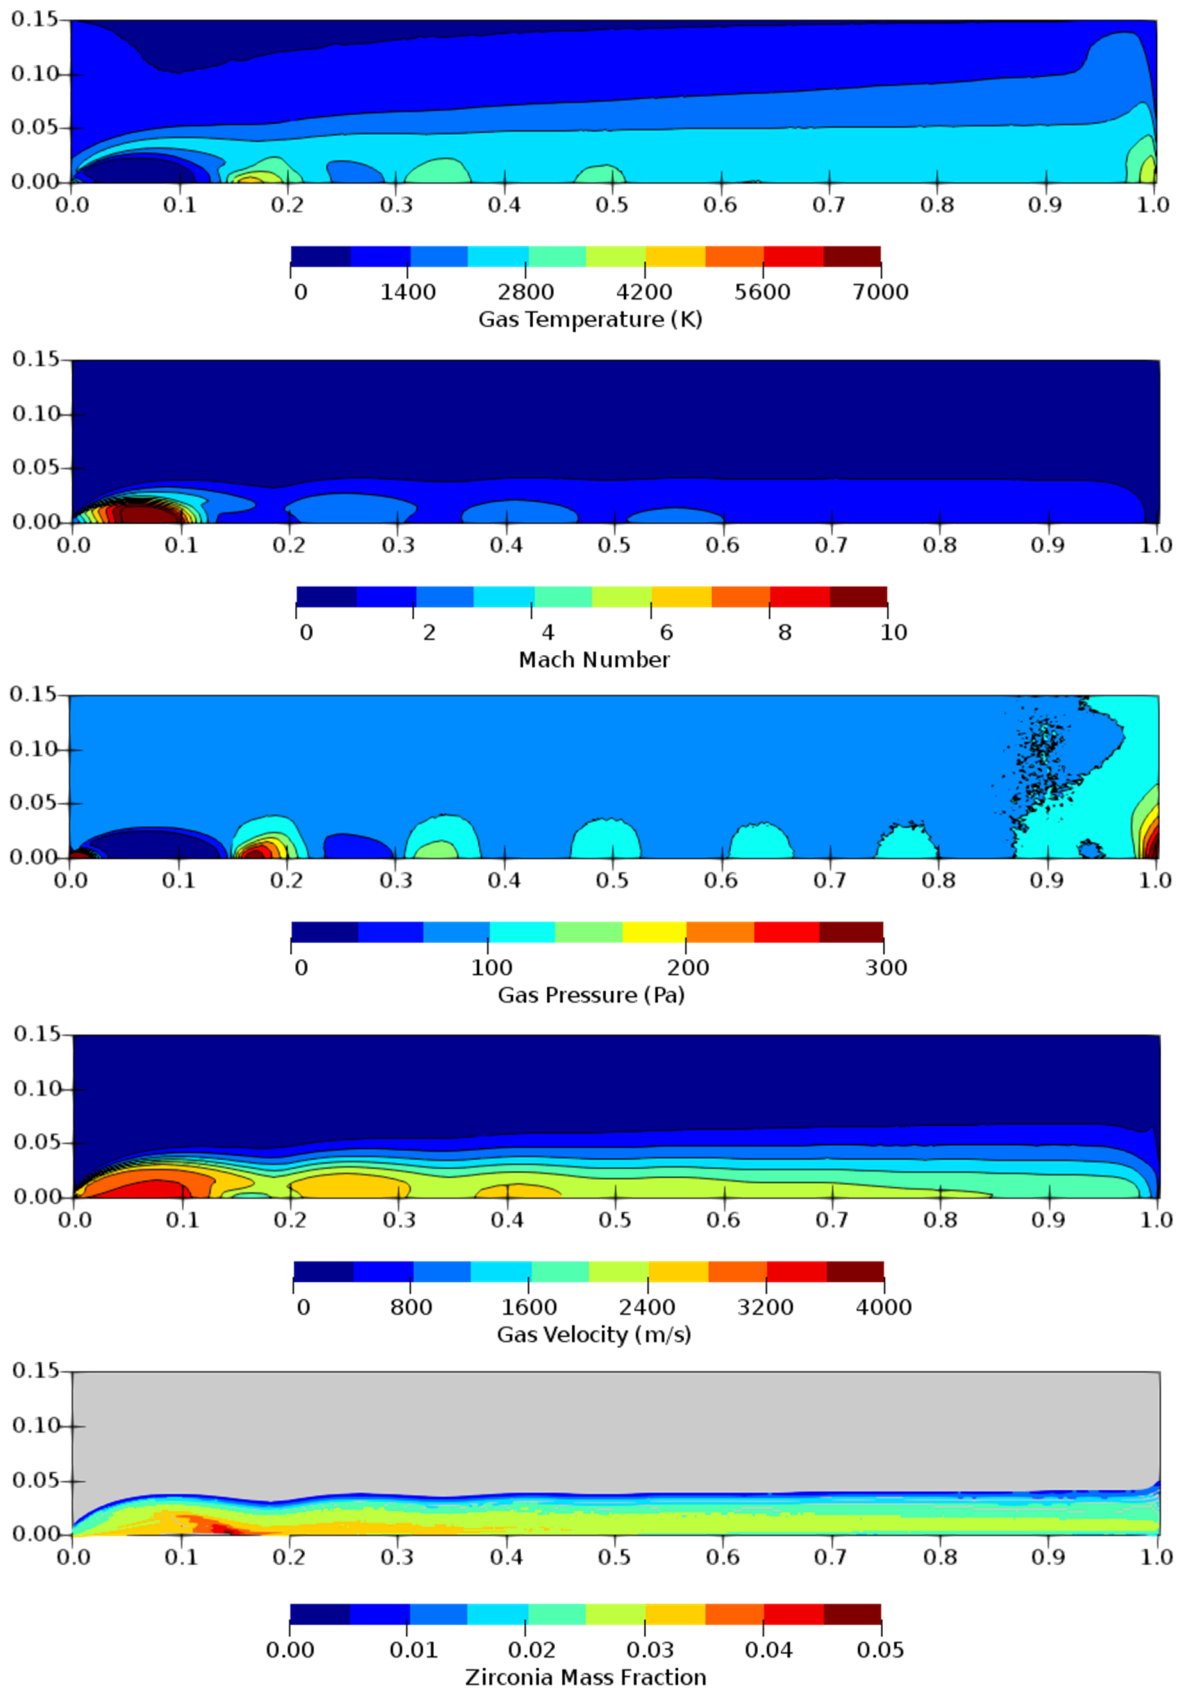 0.15
0.10
0.05
0.00
0.0 0.1 0.2 0.3 0.4 0.5 0.6 0.7 0.8 0.9 1.0
0 1400 2800 4200 5600 7000
Gas Temperature (K)
0.15
0.10
0.05
0.00
0.0 0.1 0.2 0.3 0.4 0.5 0.6 0.7 0.8 0.9 1.0
0 2 4 6 8 10
Mach Number
0.15
0.10
0.05
0.00
0.0 0.1 0.2 0.3 0.4 0.5 0.6 0.7 0.8 0.9 1.0
0 100 200 300
Gas Pressure (Pa)
0.15
0.10
0.05
0.00
0.0 0.1 0.2 0.3 0.4 0.5 0.6 0.7 0.8 0.9 1.0
0 800 1600 2400 3200 4000
Gas Velocity (m/s)
0.15
0.10
0.05
0.00
0.0 0.1 0.2 0.3 0.4 0.5 0.6 0.7 0.8 0.9 1.0
0.00 0.01 0.02 0.03 0.04 0.05
Zirconia Mass Fraction